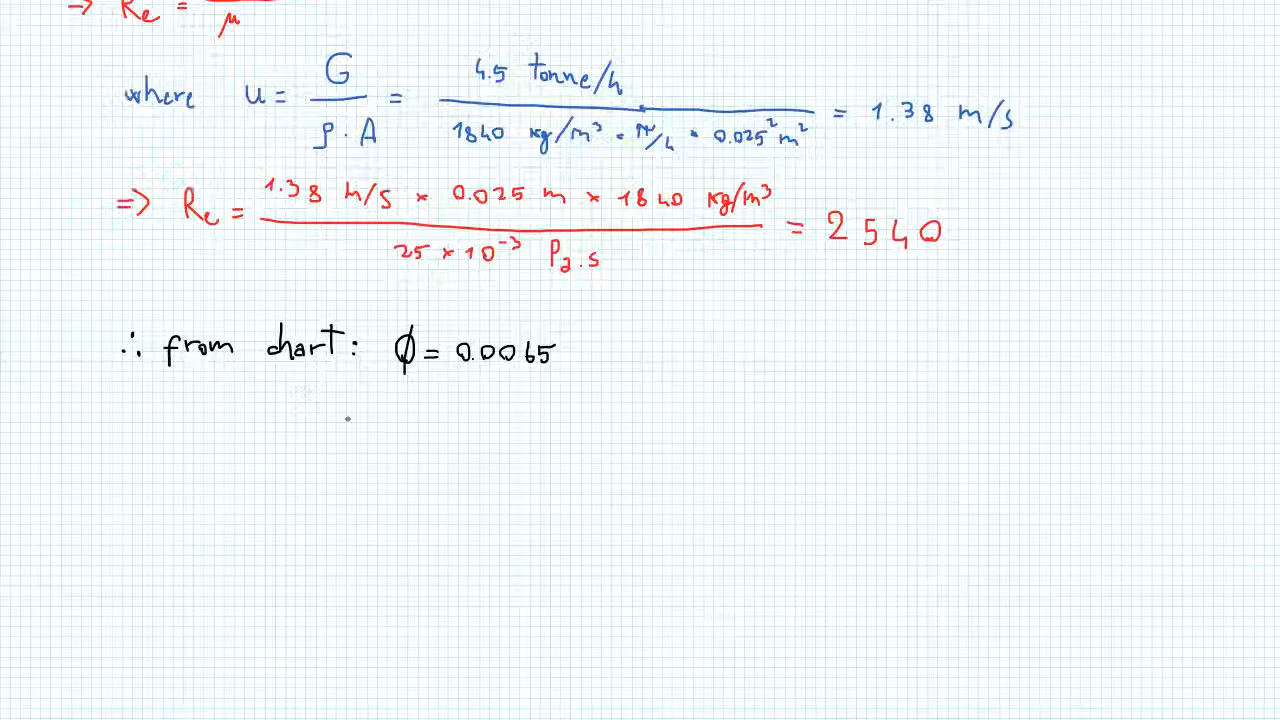 ⇒ Re = / μ
where u = G / ρ · A = 4.5 tonne/h / 1840 kg/m³ · π/4 · 0.025² m² = 1.38 m/s
⇒ Re = 1.38 m/s × 0.025 m × 1840 kg/m³ / 25 × 10⁻³ Pa.s = 2540
∴ from chart: ϕ = 0.0065